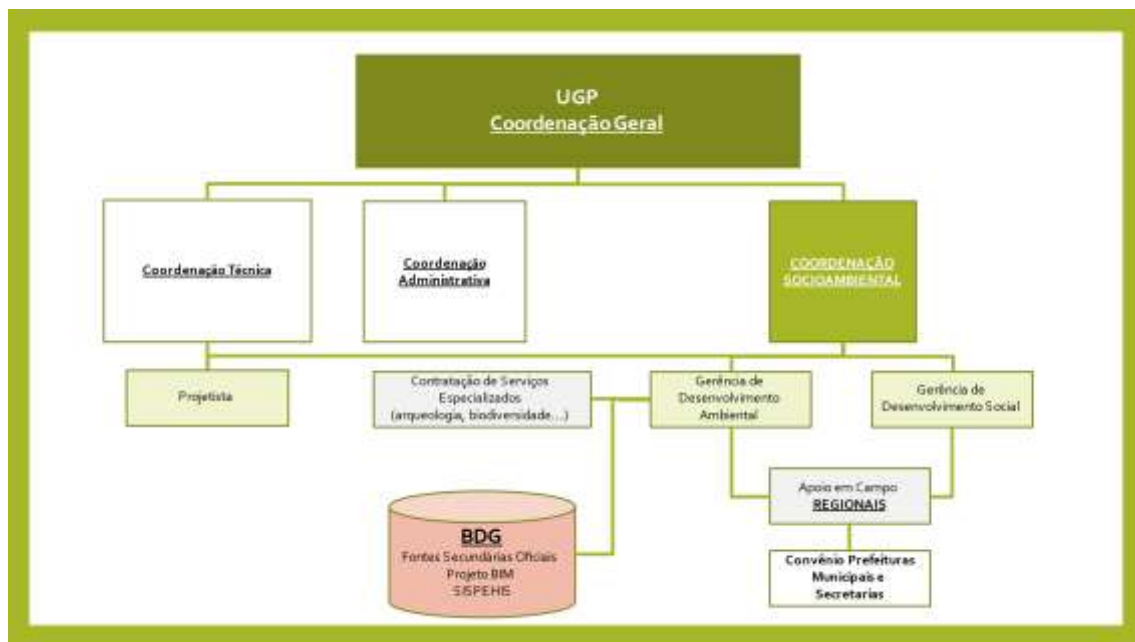 UGP
Coordenação Geral
Coordenação Técnica
Coordenação
Administrativa
COORDENAÇÃO
SOCIOAMBIENTAL
Projetista
Contratação de Serviços
Especializados
(arqueologia, biodiversidade...)
Gerência de
Desenvolvimento
Ambiental
Gerência de
Desenvolvimento Social
Apoio em Campo
REGIONAIS
BDG
Fontes Secundárias Oficiais
Projeto BIM
SISPEHIS
Convênio Prefeituras
Municipais e
Secretarias